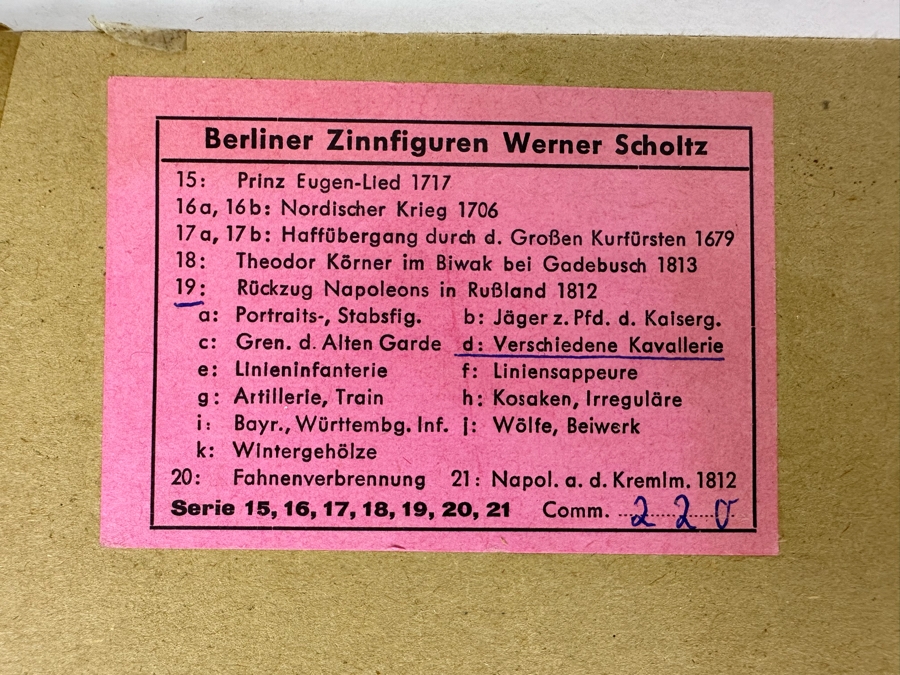 Berliner Zinnfiguren Werner Scholtz
15: Prinz Eugen-Lied 1717
16a, 16b: Nordischer Krieg 1706
17a, 17b: Haffübergang durch d. Großen Kurfürsten 1679
18: Theodor Körner im Biwak bei Gadebusch 1813
19: Rückzug Napoleons in Rußland 1812
a: Portraits-, Stabsfig. b: Jäger z. Pfd. d. Kaiserg.
c: Gren. d. Alten Garde d: Verschiedene Kavallerie
e: Linieninfanterie f: Liniensappeure
g: Artillerie, Train h: Kosaken, Irreguläre
i: Bayr., Württembg. Inf. j: Wölfe, Beiwerk
k: Wintergehölze
20: Fahnenverbrennung 21: Napol. a. d. Kremlm. 1812
Serie 15, 16, 17, 18, 19, 20, 21 Comm. 220